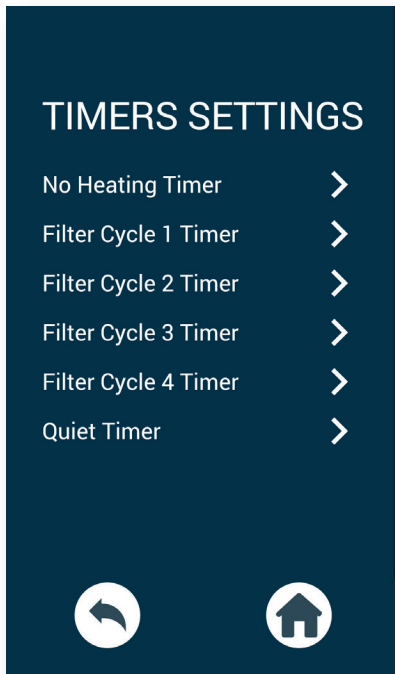 TIMERS SETTINGS
No Heating Timer
Filter Cycle 1 Timer
Filter Cycle 2 Timer
Filter Cycle 3 Timer
Filter Cycle 4 Timer
Quiet Timer